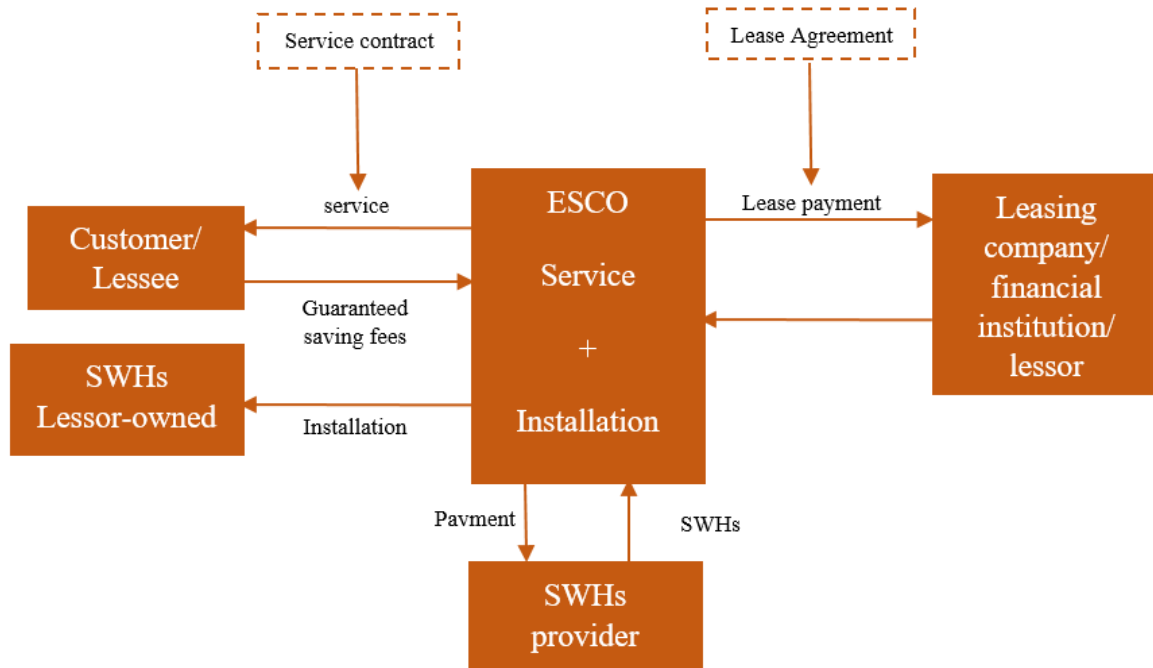 Service contract
Lease Agreement
service
Guaranteed
saving fees
Customer/
Lessee
SWHs
Lessor-owned
Installation
ESCO
Service
+
Installation
Lease payment
Leasing
company/
financial
institution/
lessor
Pavment
SWHs
SWHs
provider